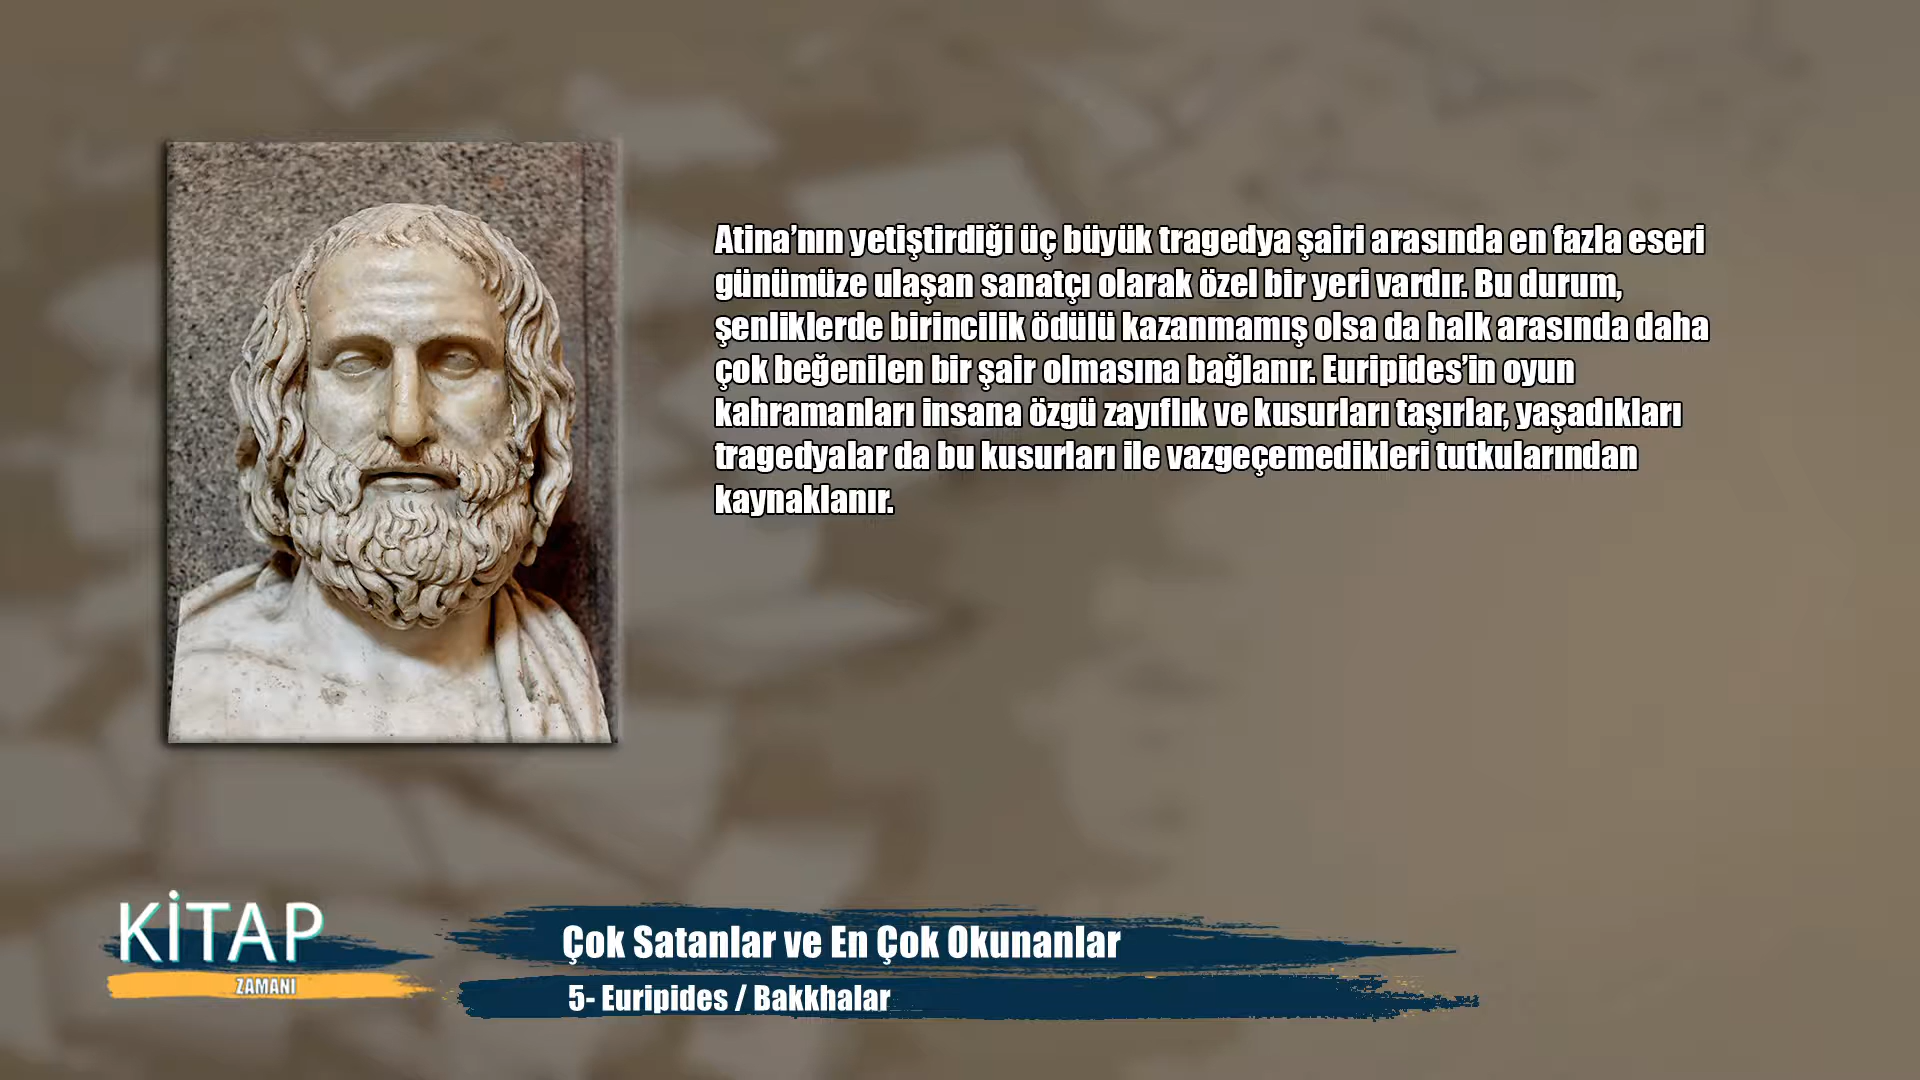 Atina’nın yetiştirdiği üç büyük tragedya şairi arasında en fazla eseri
günümüze ulaşan sanatçı olarak özel bir yeri vardır. Bu durum,
şenliklerde birincilik ödülü kazanmamış olsa da halk arasında daha
çok beğenilen bir şair olmasına bağlanır. Euripides’in oyun
kahramanları insana özgü zayıflık ve kusurları taşırlar, yaşadıkları
tragedyalar da bu kusurları ile vazgeçemedikleri tutkularından
kaynaklanır.
KİTAP
ZAMANI
Çok Satanlar ve En Çok Okunanlar
5- Euripides / Bakkhalar